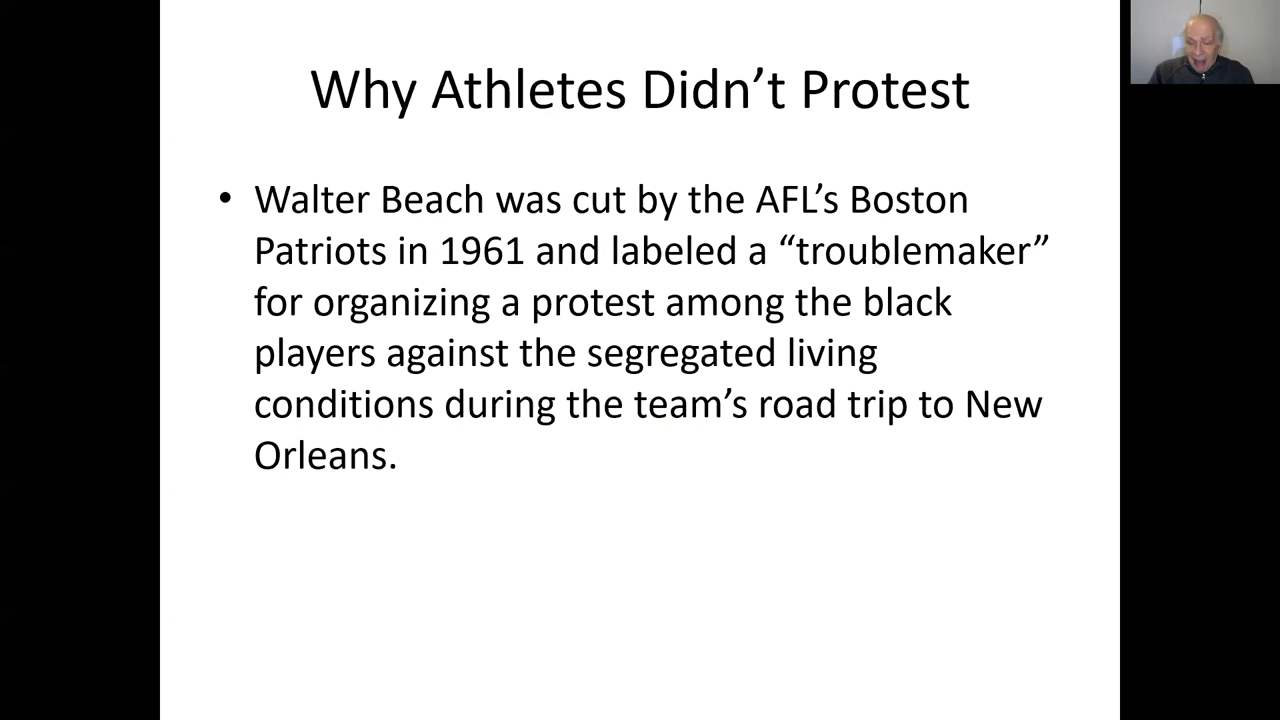 Why Athletes Didn’t Protest
• Walter Beach was cut by the AFL’s Boston
Patriots in 1961 and labeled a “troublemaker”
for organizing a protest among the black
players against the segregated living
conditions during the team’s road trip to New
Orleans.